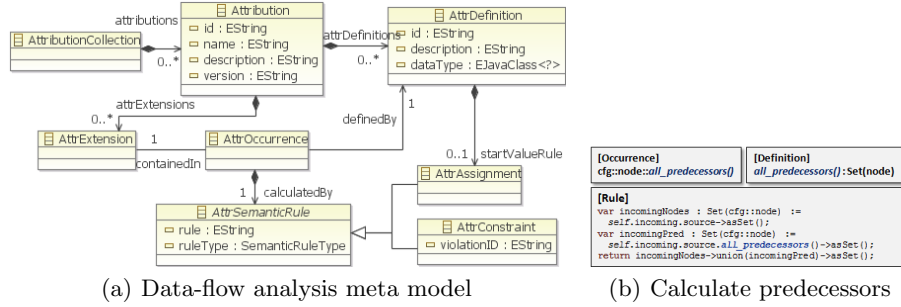 AttributionCollection
attributions
0..*
Attribution
id : EString
name : EString
description : EString
version : EString
attrDefinitions
0..*
AttrDefinition
id : EString
description : EString
dataType : EJavaClass<?>
attrExtensions
0..*
AttrExtension
1
containedIn
AttrOccurrence
definedBy
1
0..1
startValueRule
AttrAssignment
1
calculatedBy
AttrSemanticRule
rule : EString
ruleType : SemanticRuleType
AttrConstraint
violationID : EString
(a) Data-flow analysis meta model
[Occurrence]
cfg::node::all_predecessors()
[Definition]
all_predecessors():Set(node)
[Rule]
var incomingNodes : Set(cfg::node) :=
self.incoming.source->asSet();
var incomingPred : Set(cfg::node) :=
self.incoming.source.all_predecessors()->asSet();
return incomingNodes->union(incomingPred)->asSet();
(b) Calculate predecessors